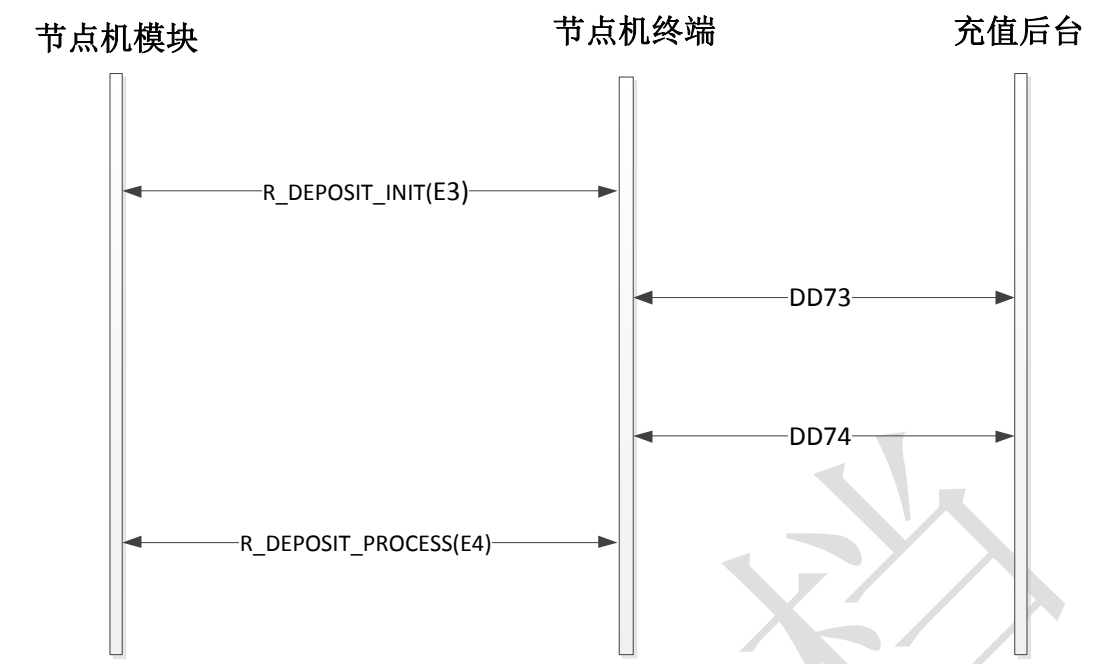 节点机模块
节点机终端
充值后台
R_DEPOSIT_INIT(E3)
DD73
DD74
R_DEPOSIT_PROCESS(E4)
档